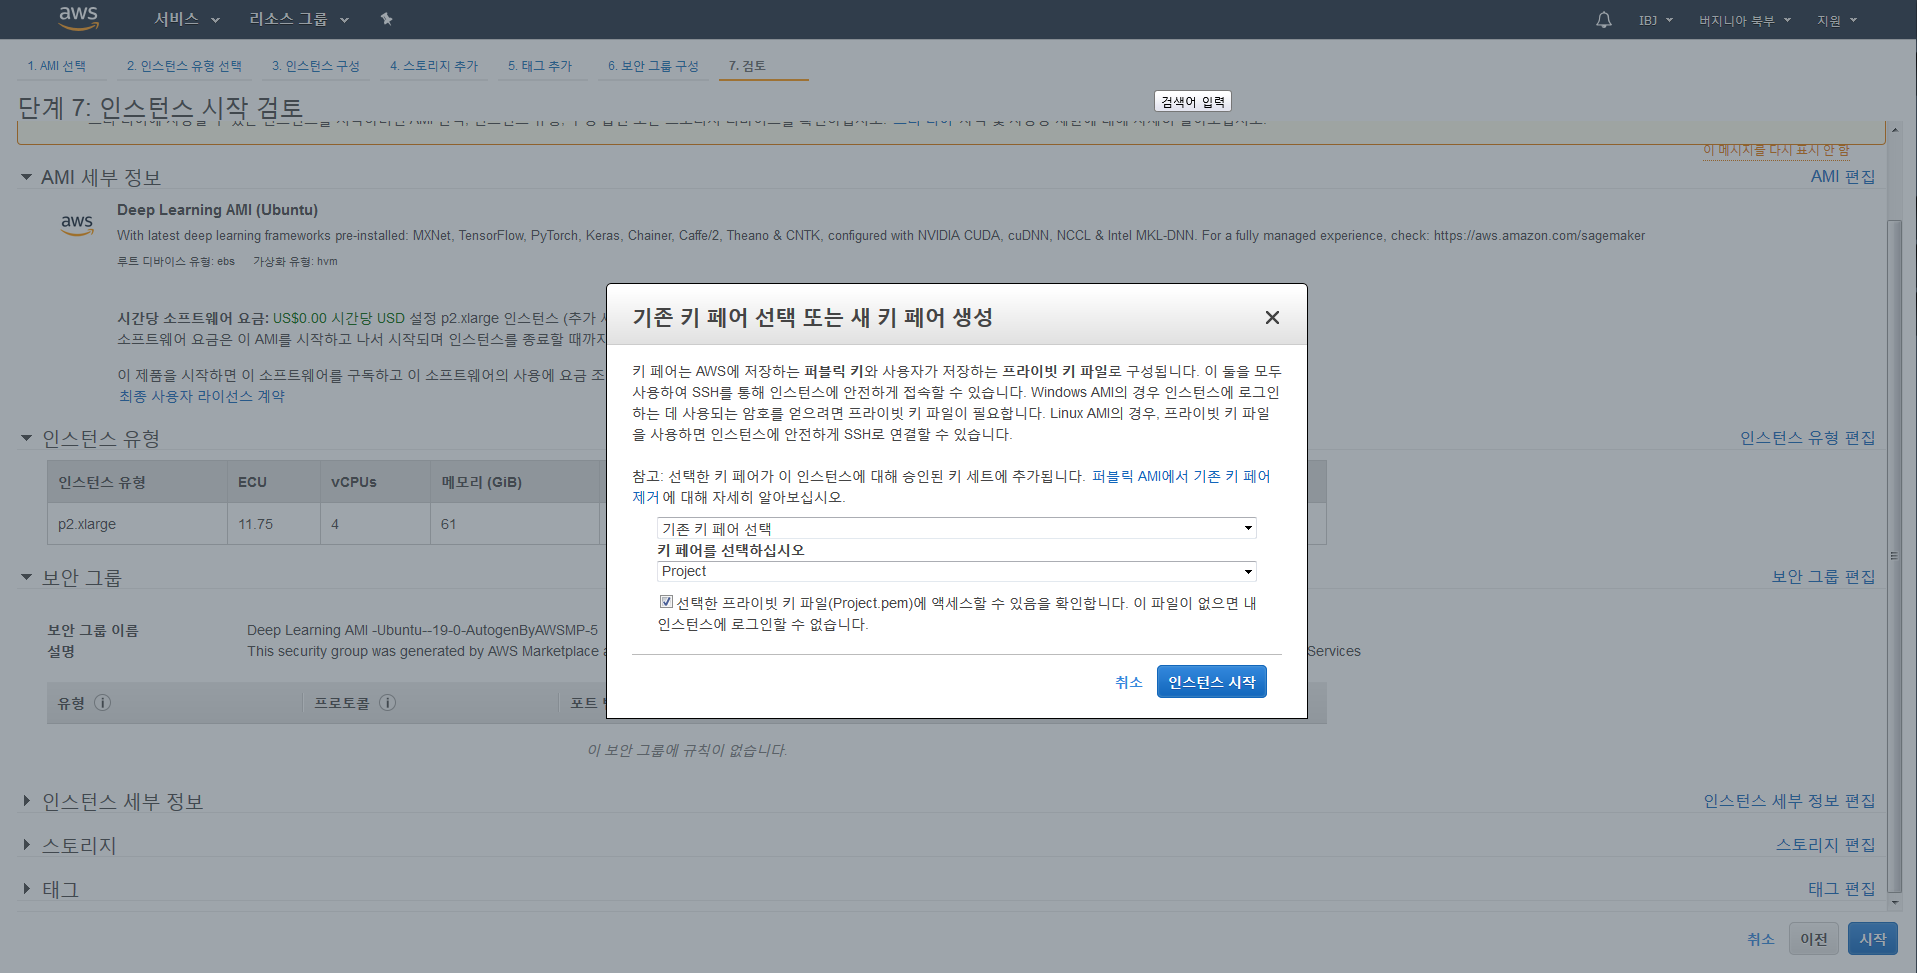 aws 서비스 리소스 그룹 IBJ 버지니아 북부 지원
1. AMI 선택 2. 인스턴스 유형 선택 3. 인스턴스 구성 4. 스토리지 추가 5. 태그 추가 6. 보안 그룹 구성 7. 검토
단계 7: 인스턴스 시작 검토
검색어 입력
이 메시지를 다시 표시 안 함
AMI 세부 정보 AMI 편집
aws
Deep Learning AMI (Ubuntu)
With latest deep learning frameworks pre-installed: MXNet, TensorFlow, PyTorch, Keras, Chainer, Caffe/2, Theano & CNTK, configured with NVIDIA CUDA, cuDNN, NCCL & Intel MKL-DNN. For a fully managed experience, check: https://aws.amazon.com/sagemaker
루트 디바이스 유형: ebs 가상화 유형: hvm
시간당 소프트웨어 요금: US$0.00 시간당 USD 설정 p2.xlarge 인스턴스 (추가
소프트웨어 요금은 이 AMI를 시작하고 나서 시작되며 인스턴스를 종료할 때까지
이 제품을 시작하면 이 소프트웨어를 구독하고 이 소프트웨어의 사용에 요금 조
최종 사용자 라이선스 계약
인스턴스 유형 인스턴스 유형 편집
인스턴스 유형 ECU vCPUs 메모리 (GiB)
p2.xlarge 11.75 4 61
보안 그룹 보안 그룹 편집
보안 그룹 이름 Deep Learning AMI -Ubuntu--19-0-AutogenByAWSMP-5
설명 This security group was generated by AWS Marketplace Services
유형 프로토콜 포트
이 보안 그룹에 규칙이 없습니다.
인스턴스 세부 정보 인스턴스 세부 정보 편집
스토리지 스토리지 편집
태그 태그 편집
취소 이전 시작
기존 키 페어 선택 또는 새 키 페어 생성
키 페어는 AWS에 저장하는 퍼블릭 키와 사용자가 저장하는 프라이빗 키 파일로 구성됩니다. 이 둘을 모두
사용하여 SSH를 통해 인스턴스에 안전하게 접속할 수 있습니다. Windows AMI의 경우 인스턴스에 로그인
하는 데 사용되는 암호를 얻으려면 프라이빗 키 파일이 필요합니다. Linux AMI의 경우, 프라이빗 키 파일
을 사용하면 인스턴스에 안전하게 SSH로 연결할 수 있습니다.
참고: 선택한 키 페어가 이 인스턴스에 대해 승인된 키 세트에 추가됩니다. 퍼블릭 AMI에서 기존 키 페어
제거 에 대해 자세히 알아보십시오.
기존 키 페어 선택
키 페어를 선택하십시오
Project
선택한 프라이빗 키 파일(Project.pem)에 액세스할 수 있음을 확인합니다. 이 파일이 없으면 내
인스턴스에 로그인할 수 없습니다.
취소 인스턴스 시작